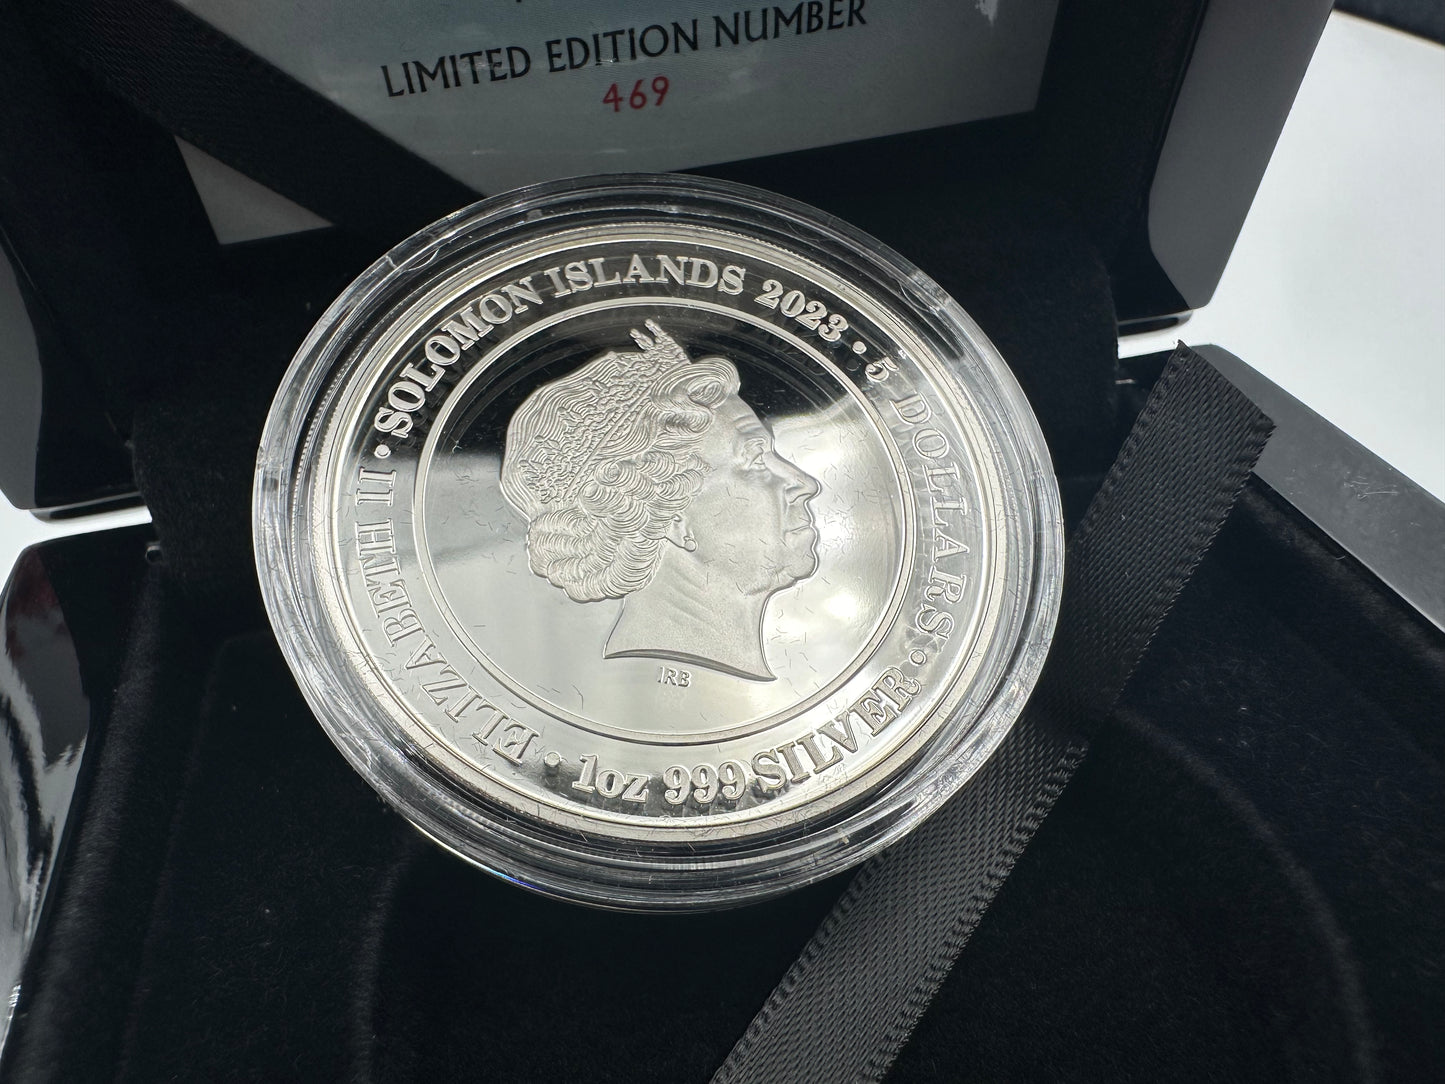 LIMITED EDITION NUMBER
469
ELIZABETH II • SOLOMON ISLANDS 2023 • 5 DOLLARS • 1oz 999 SILVER •
IRB